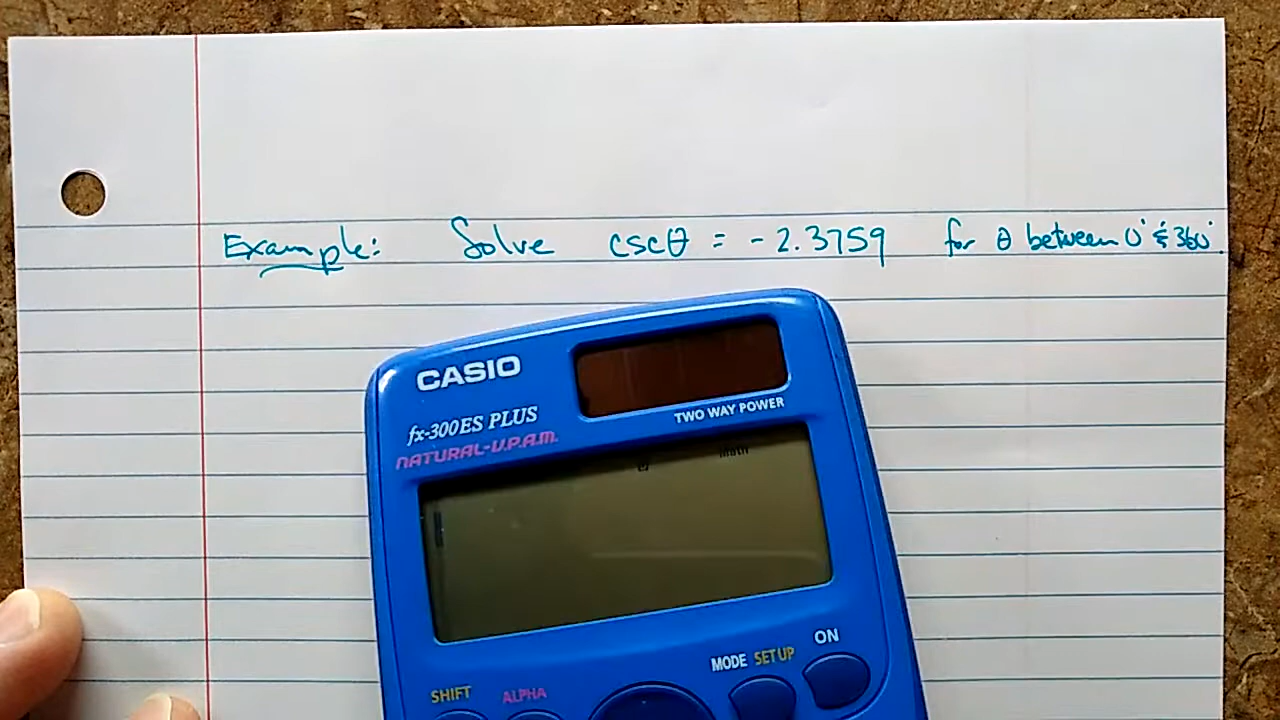 Example: Solve cscθ = -2.3759 for θ between 0° & 360°.
CASIO
fx-300ES PLUS
NATURAL-V.P.A.M.
TWO WAY POWER
D Math
MODE SETUP ON
SHIFT ALPHA